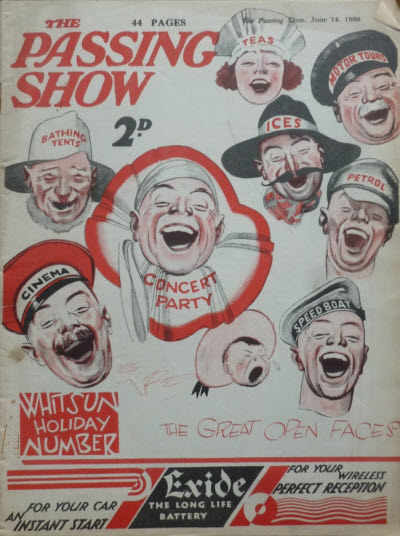 THE
PASSING
SHOW
44 PAGES
The Passing Show, June 14, 1930.
2D
TEAS
MOTOR TOURS
BATHING
TENTS
ICES
PETROL
CONCERT
PARTY
CINEMA
SPEED BOAT
WHITSUN
HOLIDAY
NUMBER
THE GREAT OPEN FACES
FOR YOUR CAR
AN INSTANT START
Exide
THE LONG LIFE
BATTERY
FOR YOUR WIRELESS
PERFECT RECEPTION